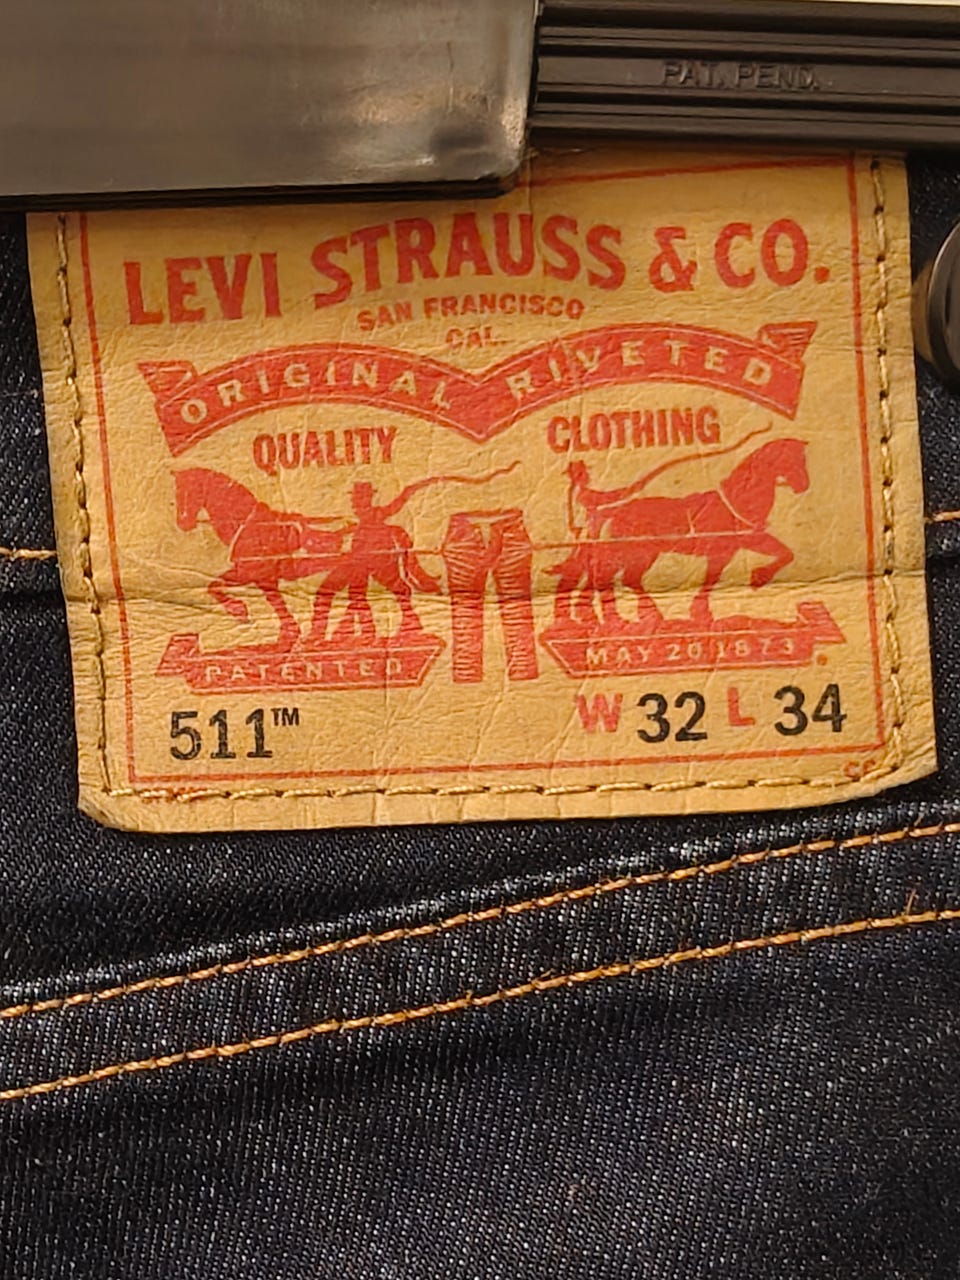 PAT. PEND.
LEVI STRAUSS & CO.
SAN FRANCISCO
CAL.
ORIGINAL RIVETED
QUALITY CLOTHING
PATENTED MAY 20 1873
511™ W 32 L 34